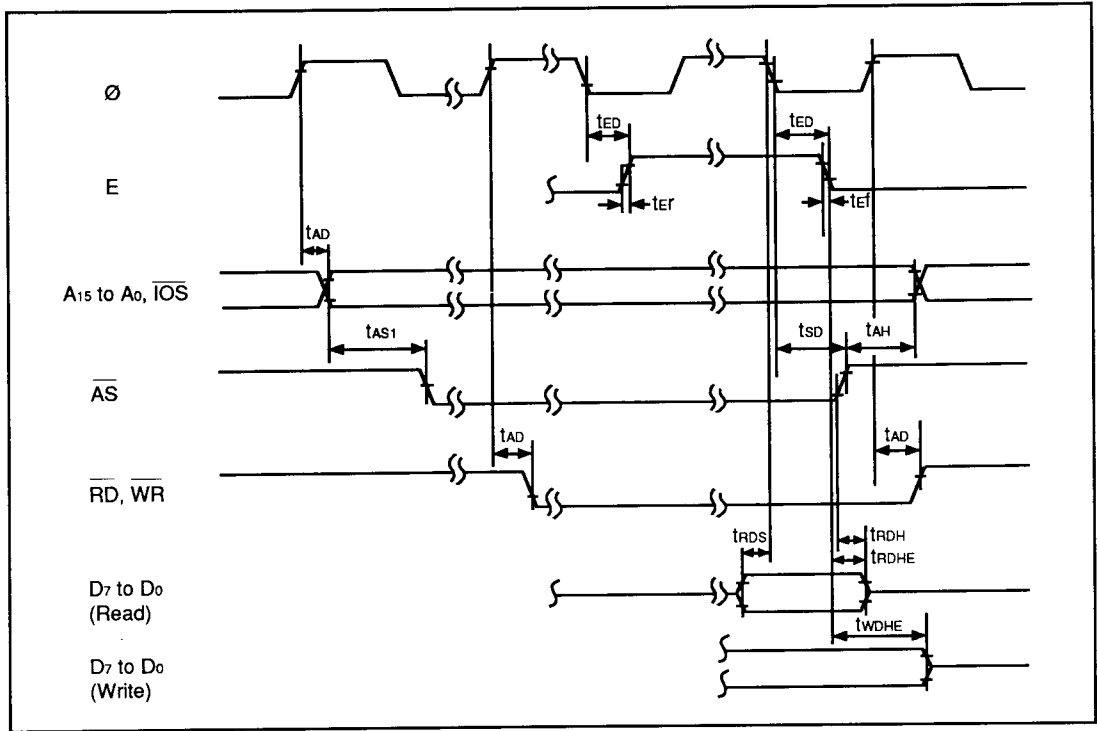 Ø
tED tED
E
tEr tEf
tAD
A15 to A0, IOS
tAS1 tSD tAH
AS
tAD tAD
RD, WR
tRDS tRDH
tRDHE
D7 to D0
(Read)
tWDHE
D7 to D0
(Write)